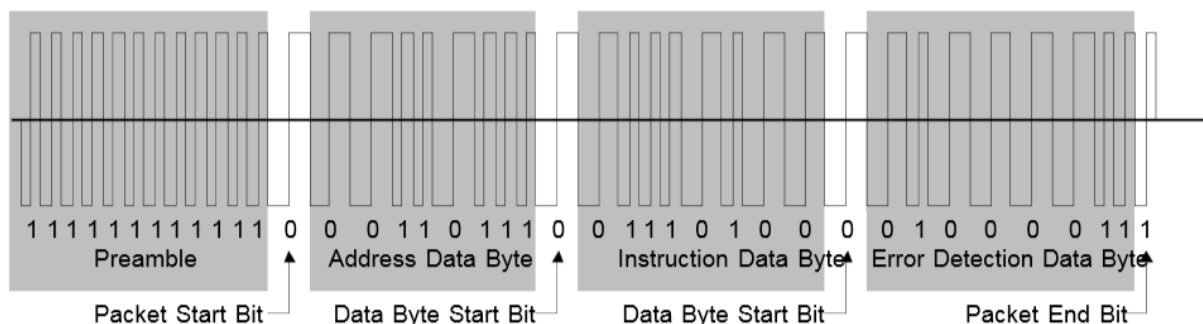 1 1 1 1 1 1 1 1 1 1 1 1 0 0 0 1 1 0 1 1 1 0 0 1 1 1 0 1 0 0 0 0 1 0 0 0 0 1 1 1
Preamble Address Data Byte Instruction Data Byte Error Detection Data Byte
Packet Start Bit Data Byte Start Bit Data Byte Start Bit Packet End Bit